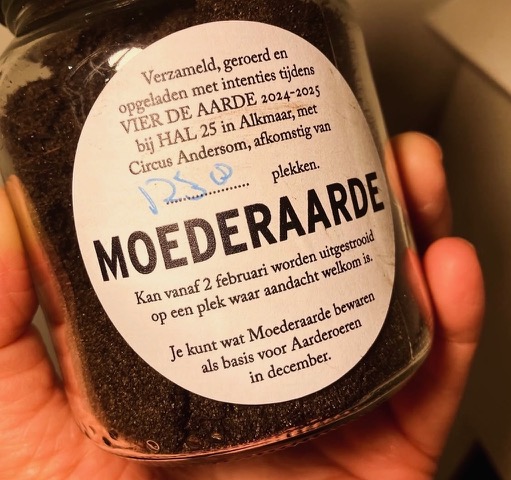 Verzameld, geroerd en
opgeladen met intenties tijdens
VIER DE AARDE 2024-2025
bij HAL 25 in Alkmaar, met
Circus Andersom, afkomstig van
.................. plekken.
MOEDERAARDE
Kan vanaf 2 februari worden uitgestrooid
op een plek waar aandacht welkom is.
Je kunt wat Moederaarde bewaren
als basis voor Aarderoeren
in december.